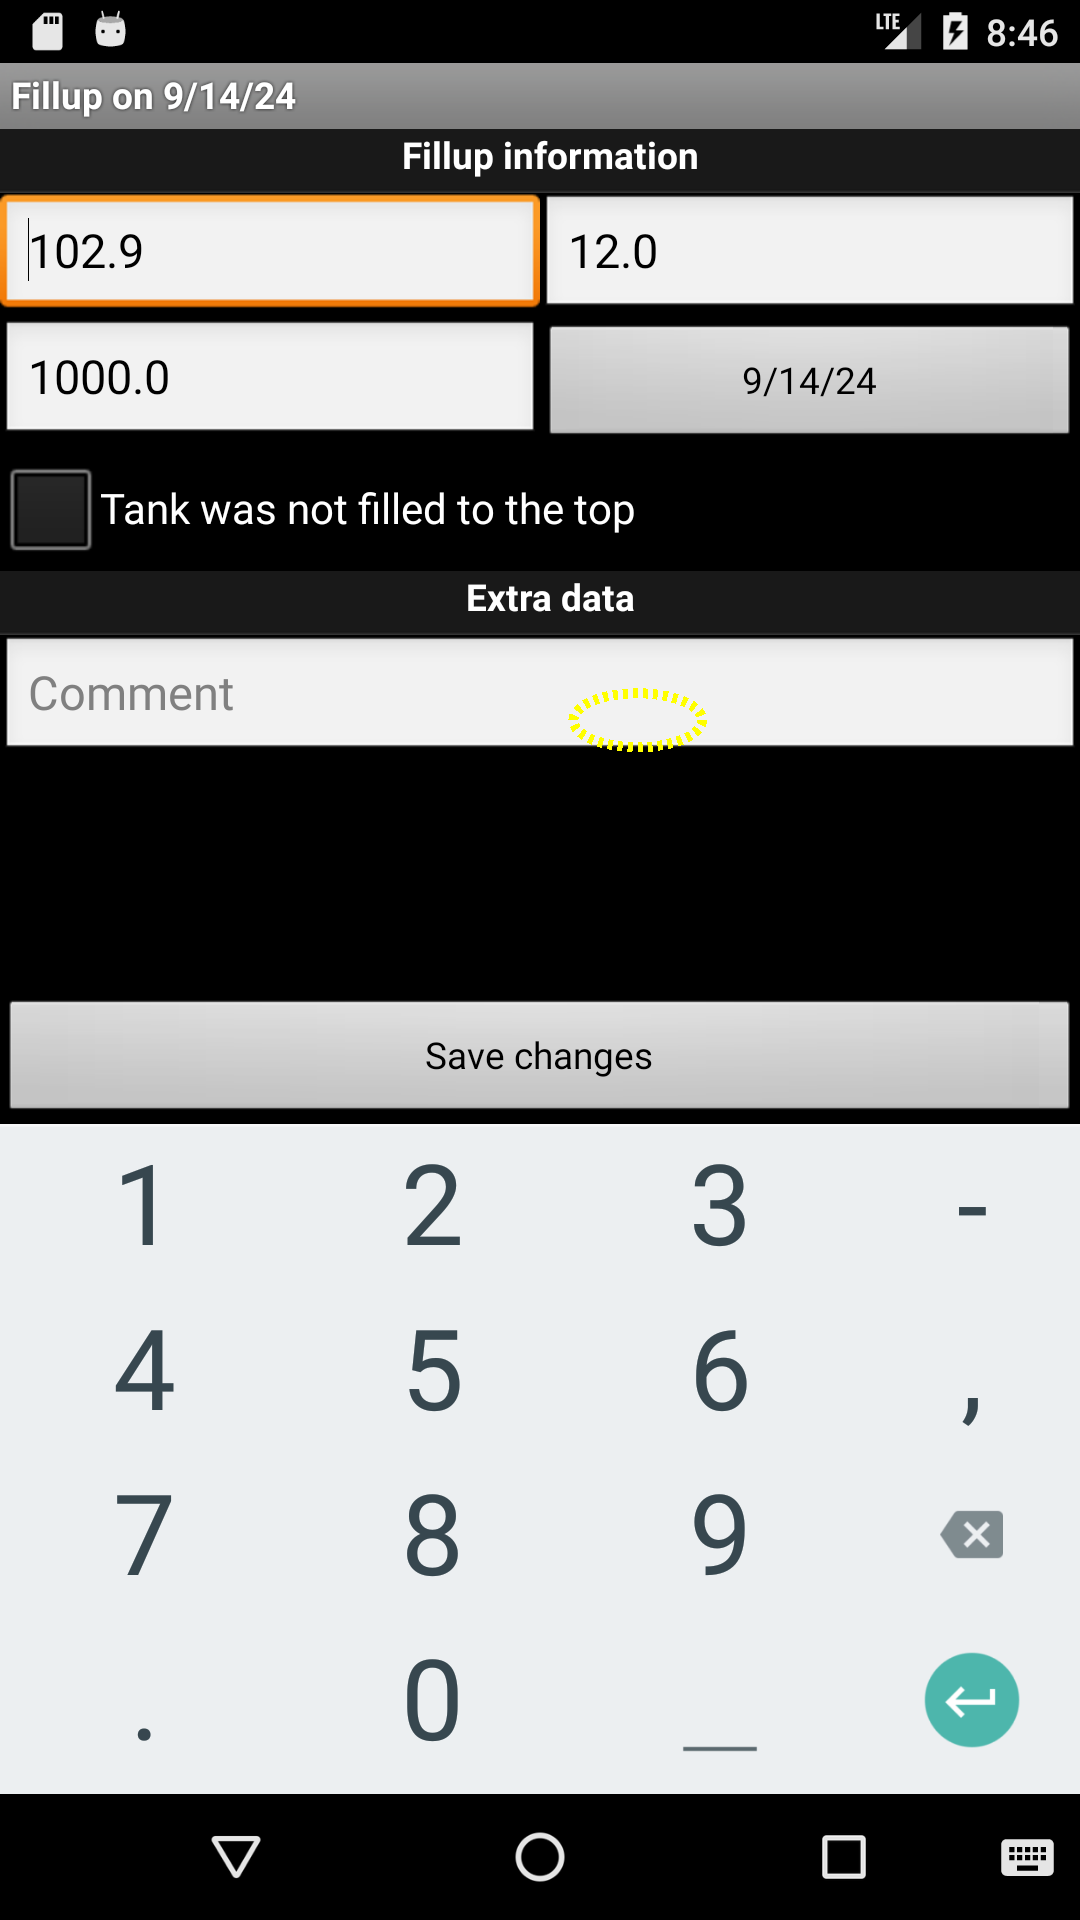 LTE 8:46
Fillup on 9/14/24
Fillup information
102.9 12.0
1000.0 9/14/24
Tank was not filled to the top
Extra data
Comment
Save changes
1 2 3 -
4 5 6 ,
7 8 9
. 0 _